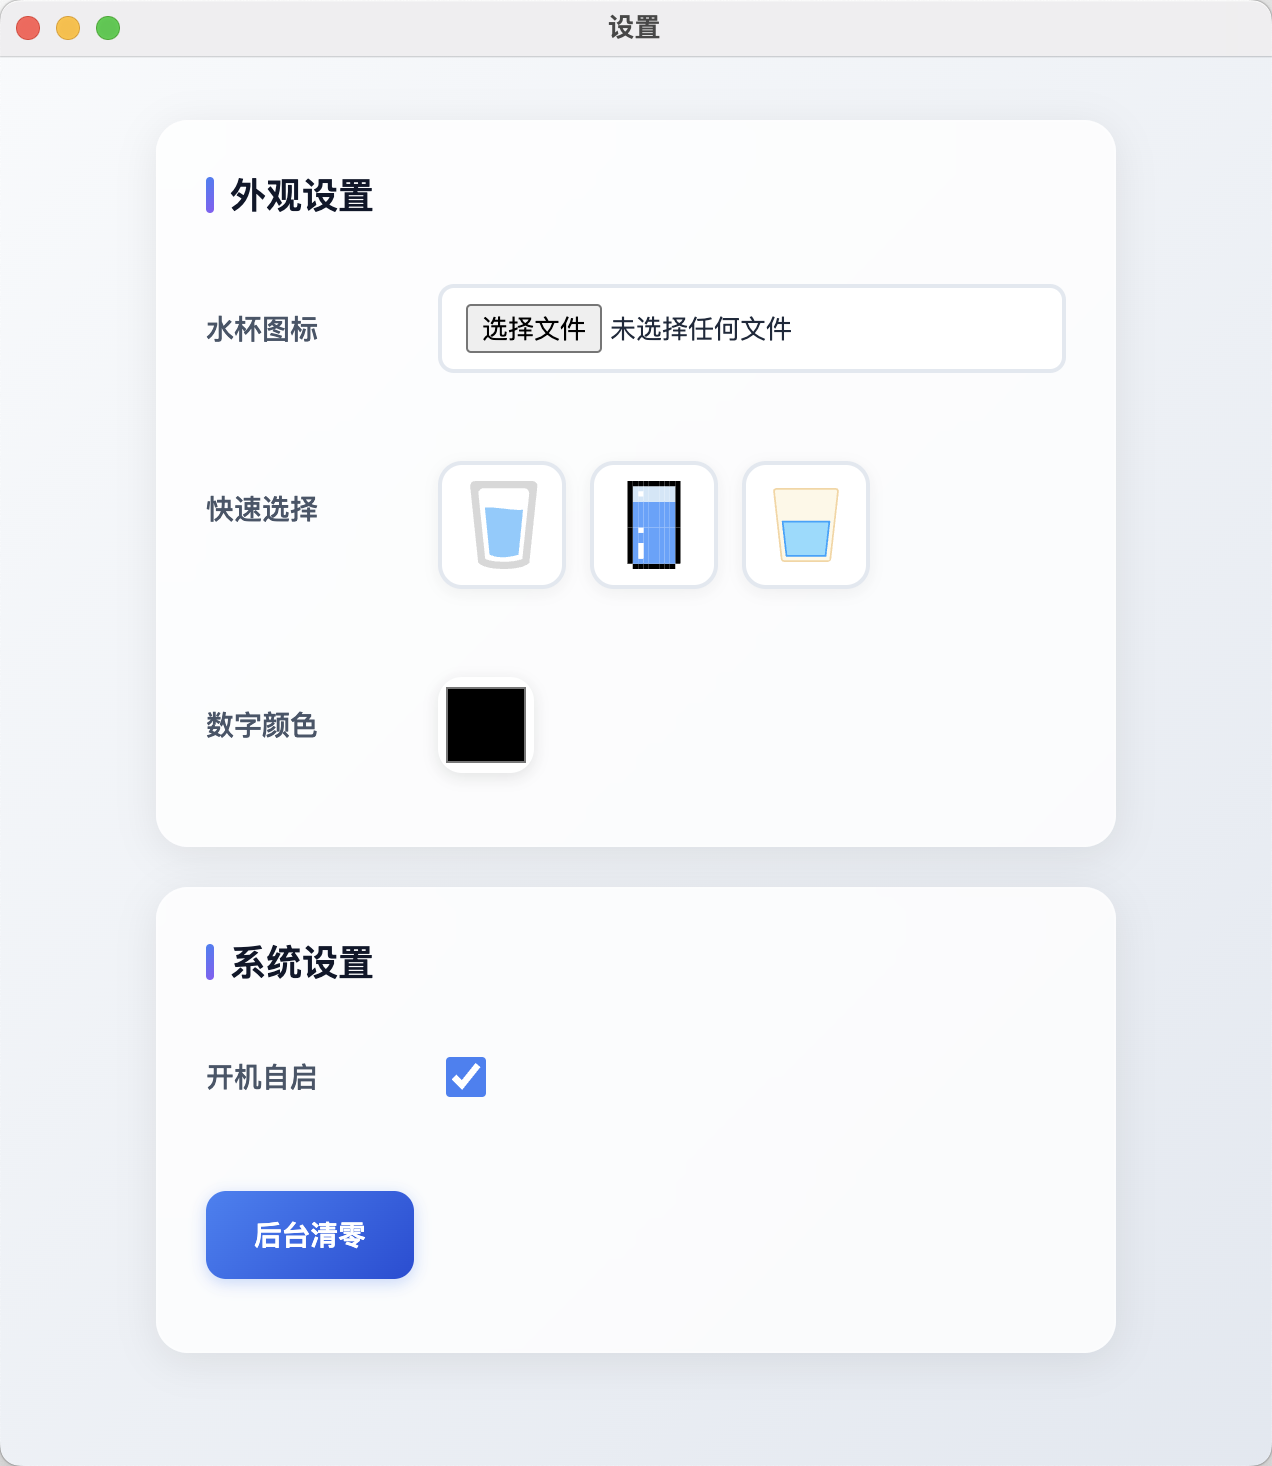 设置
外观设置
水杯图标
选择文件 未选择任何文件
快速选择
数字颜色
系统设置
开机自启
后台清零